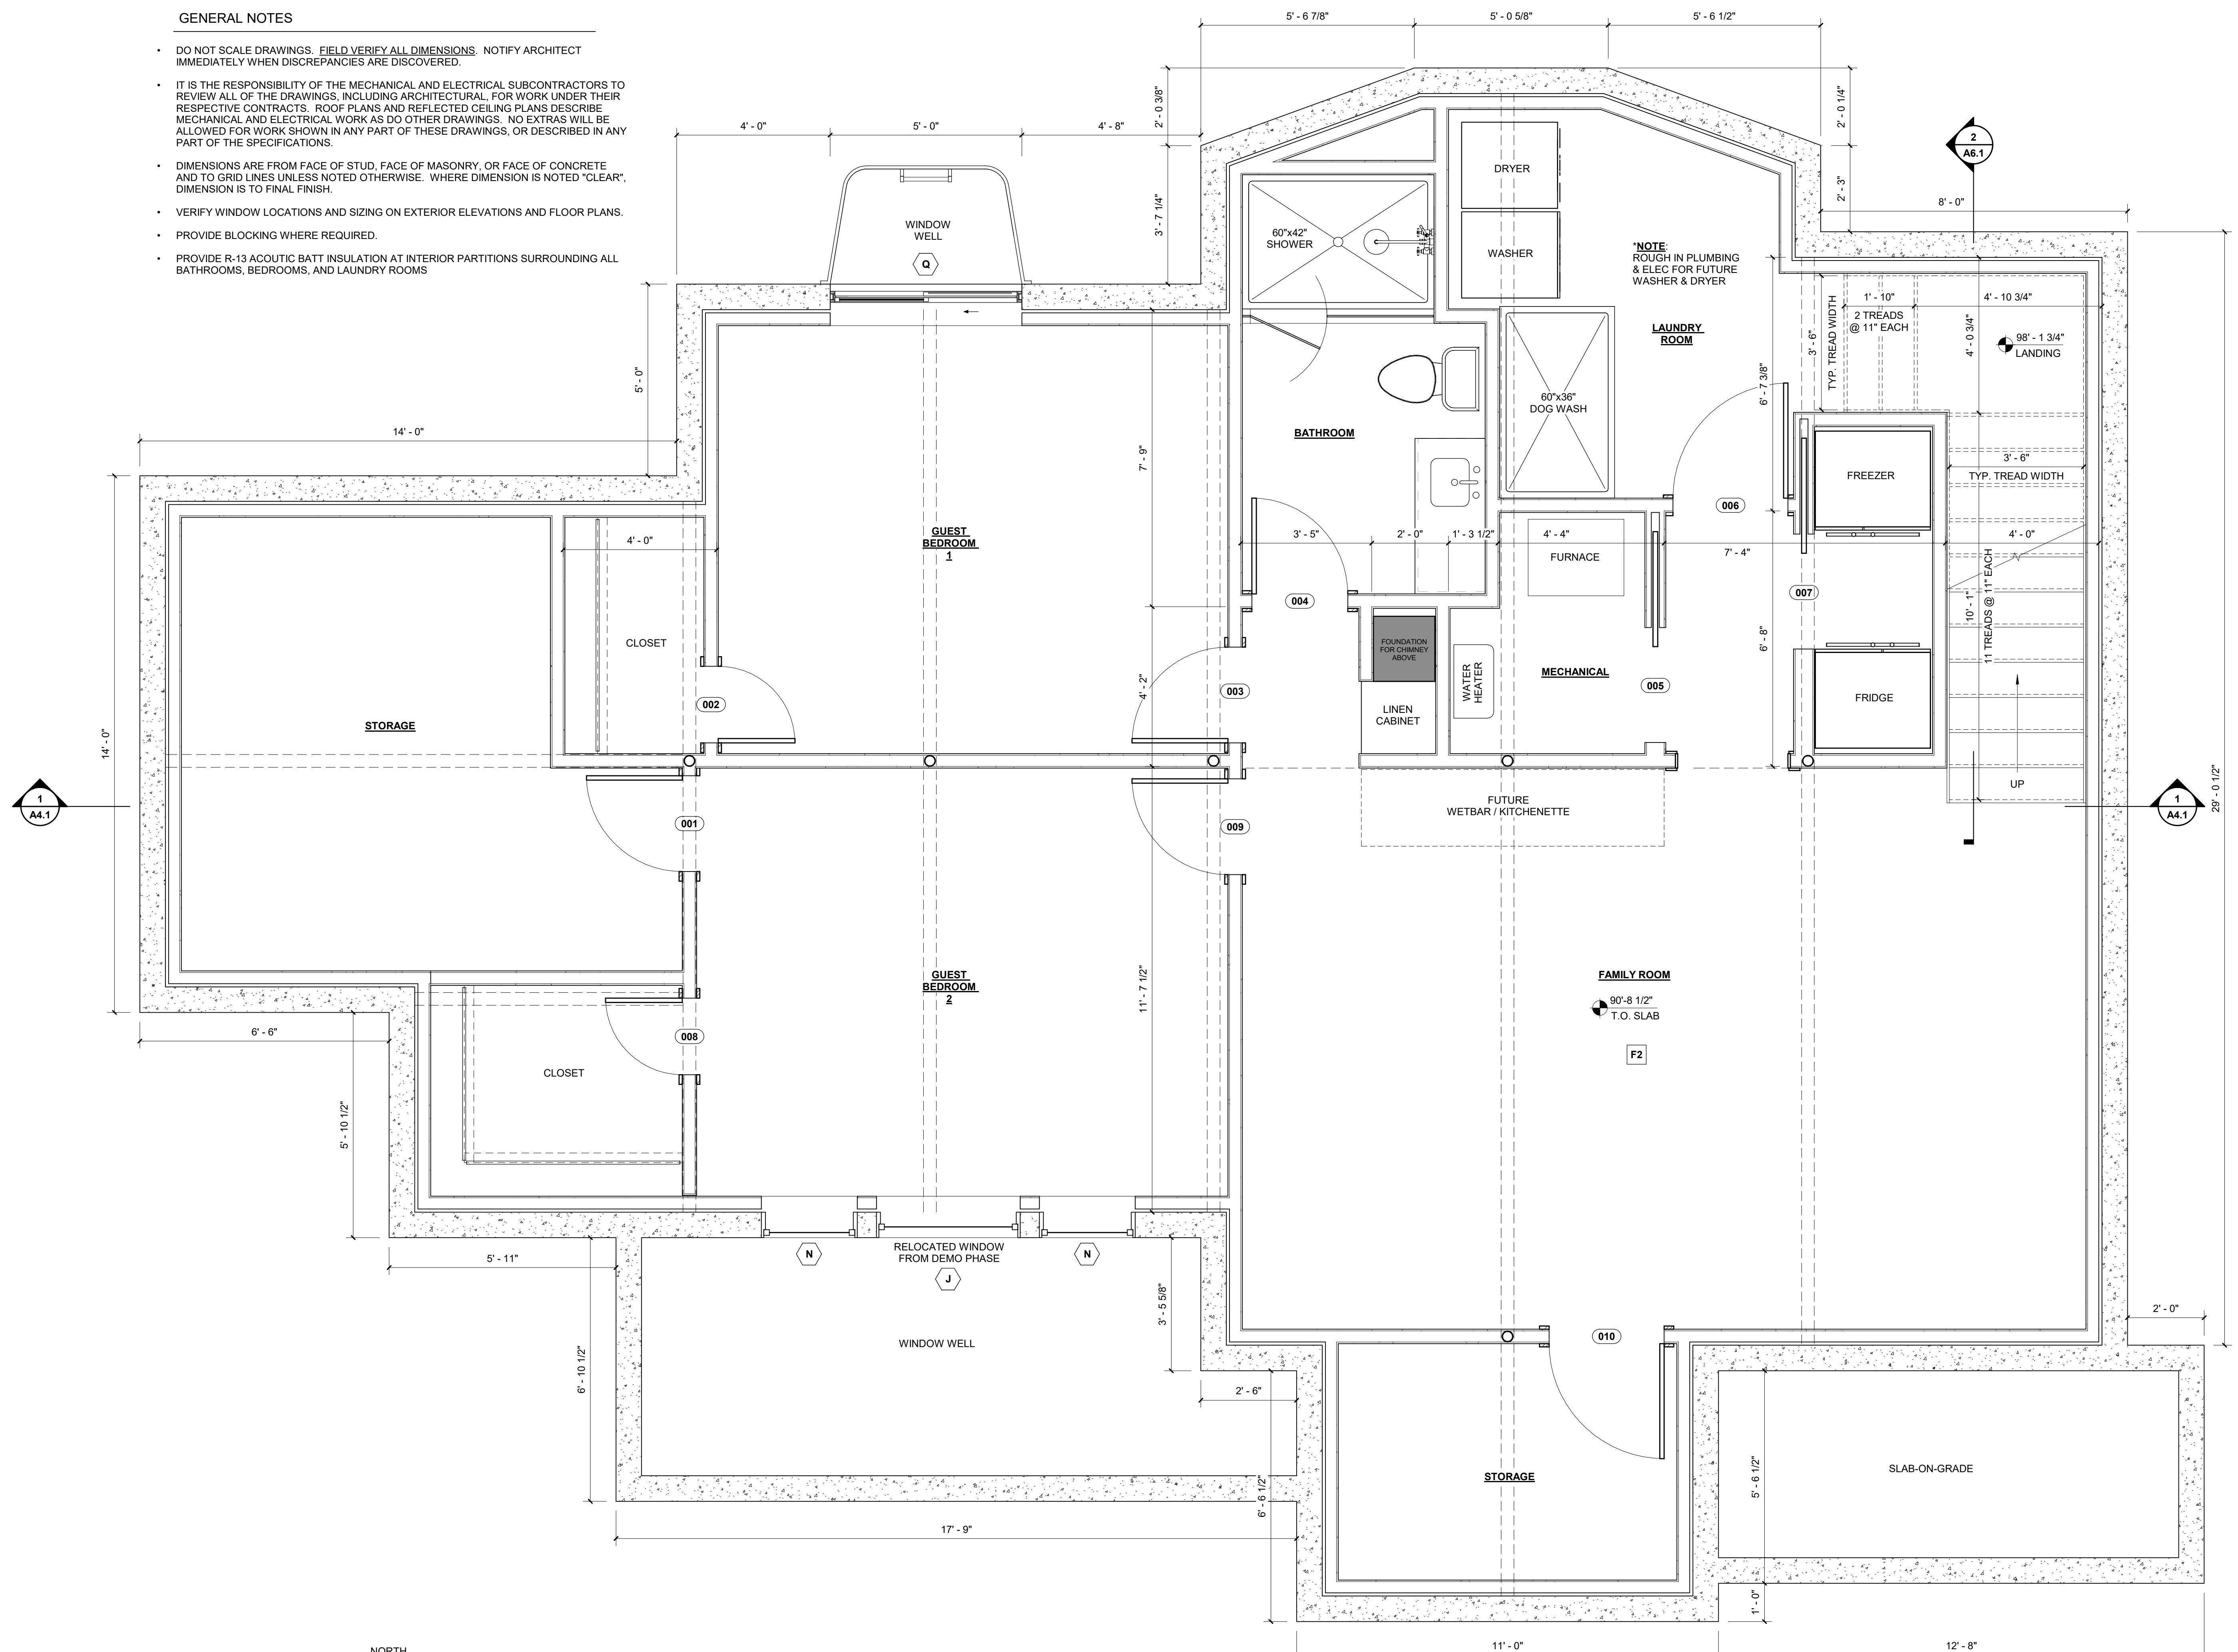 GENERAL NOTES
• DO NOT SCALE DRAWINGS. FIELD VERIFY ALL DIMENSIONS. NOTIFY ARCHITECT
IMMEDIATELY WHEN DISCREPANCIES ARE DISCOVERED.
• IT IS THE RESPONSIBILITY OF THE MECHANICAL AND ELECTRICAL SUBCONTRACTORS TO
REVIEW ALL OF THE DRAWINGS, INCLUDING ARCHITECTURAL, FOR WORK UNDER THEIR
RESPECTIVE CONTRACTS. ROOF PLANS AND REFLECTED CEILING PLANS DESCRIBE
MECHANICAL AND ELECTRICAL WORK AS DO OTHER DRAWINGS. NO EXTRAS WILL BE
ALLOWED FOR WORK SHOWN IN ANY PART OF THESE DRAWINGS, OR DESCRIBED IN ANY
PART OF THE SPECIFICATIONS.
• DIMENSIONS ARE FROM FACE OF STUD, FACE OF MASONRY, OR FACE OF CONCRETE
AND TO GRID LINES UNLESS NOTED OTHERWISE. WHERE DIMENSION IS NOTED "CLEAR",
DIMENSION IS TO FINAL FINISH.
• VERIFY WINDOW LOCATIONS AND SIZING ON EXTERIOR ELEVATIONS AND FLOOR PLANS.
• PROVIDE BLOCKING WHERE REQUIRED.
• PROVIDE R-13 ACOUTIC BATT INSULATION AT INTERIOR PARTITIONS SURROUNDING ALL
BATHROOMS, BEDROOMS, AND LAUNDRY ROOMS
5' - 6 7/8"
5' - 0 5/8"
5' - 6 1/2"
2' - 0 3/8"
2' - 0 1/4"
4' - 0"
5' - 0"
4' - 8"
2
A6.1
3' - 7 1/4"
2' - 3"
8' - 0"
DRYER
WASHER
60"x42"
SHOWER
WINDOW
WELL
Q
*NOTE:
ROUGH IN PLUMBING
& ELEC FOR FUTURE
WASHER & DRYER
LAUNDRY
ROOM
TYP. TREAD WIDTH
3' - 6"
1' - 10"
2 TREADS
@ 11" EACH
4' - 10 3/4"
4' - 0 3/4"
98' - 1 3/4"
LANDING
5' - 0"
6' - 7 3/8"
60"x36"
DOG WASH
14' - 0"
BATHROOM
7' - 9"
FREEZER
3' - 6"
TYP. TREAD WIDTH
006
GUEST
BEDROOM
1
4' - 0"
3' - 5"
2' - 0"
1' - 3 1/2"
4' - 4"
7' - 4"
4' - 0"
FURNACE
004
007
10' - 1"
11 TREADS @ 11" EACH
CLOSET
FOUNDATION
FOR CHIMNEY
ABOVE
6' - 8"
WATER
HEATER
MECHANICAL
005
003
002
4' - 2"
LINEN
CABINET
FRIDGE
STORAGE
14' - 0"
UP
1
A4.1
1
A4.1
29' - 0 1/2"
FUTURE
WETBAR / KITCHENETTE
001
009
GUEST
BEDROOM
2
11' - 7 1/2"
FAMILY ROOM
90'-8 1/2"
T.O. SLAB
F2
6' - 6"
008
CLOSET
5' - 10 1/2"
5' - 11"
N
RELOCATED WINDOW
FROM DEMO PHASE
J
N
3' - 5 5/8"
2' - 0"
WINDOW WELL
010
6' - 10 1/2"
2' - 6"
6' - 6 1/2"
STORAGE
5' - 6 1/2"
SLAB-ON-GRADE
17' - 9"
1' - 0"
11' - 0"
12' - 8"
NORTH